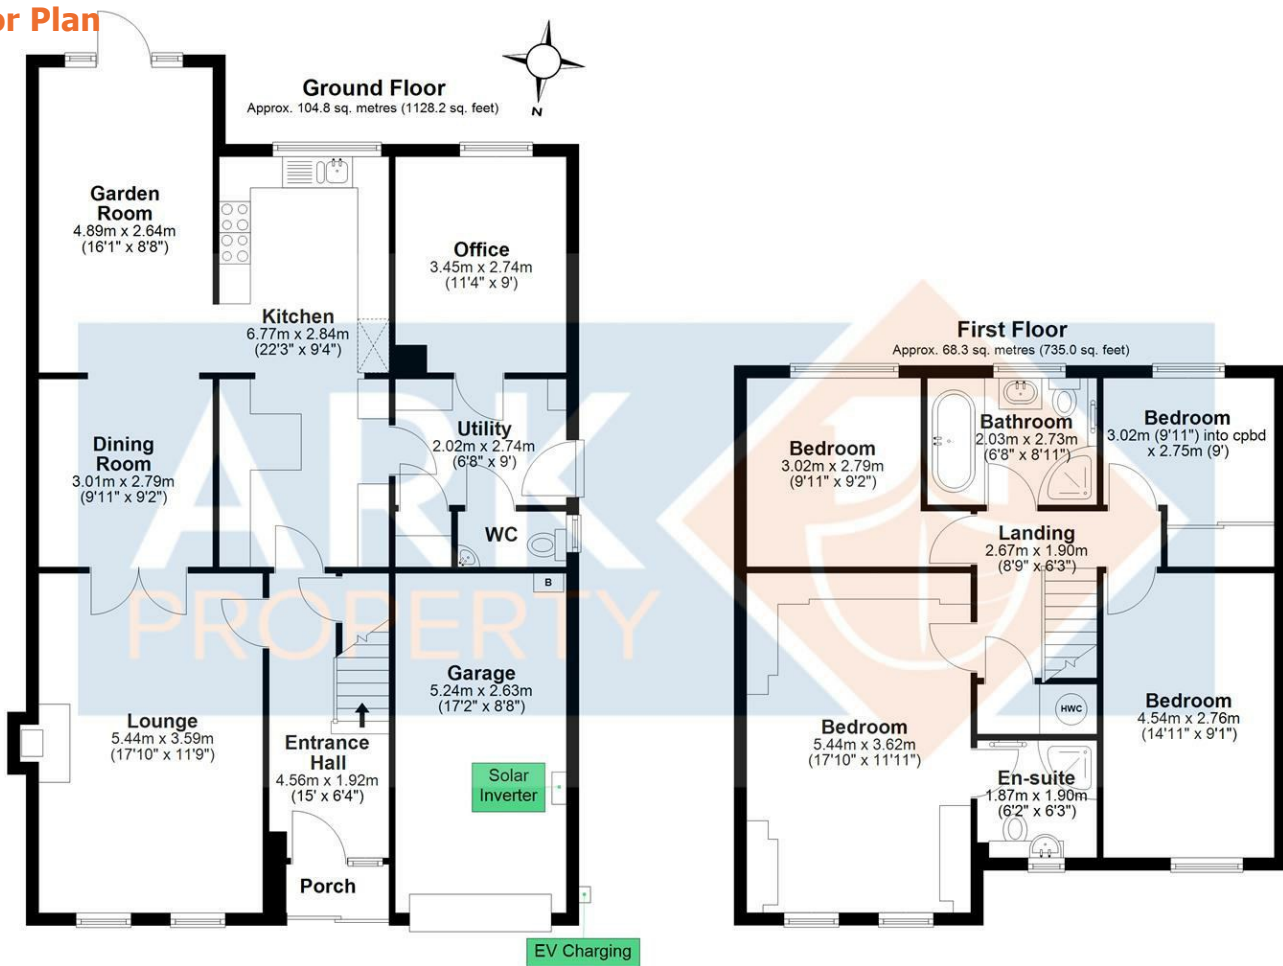 or Plan
N
Ground Floor
Approx. 104.8 sq. metres (1128.2 sq. feet)
Garden
Room
4.89m x 2.64m
(16'1" x 8'8")
Office
3.45m x 2.74m
(11'4" x 9')
Kitchen
6.77m x 2.84m
(22'3" x 9'4")
Dining
Room
3.01m x 2.79m
(9'11" x 9'2")
Utility
2.02m x 2.74m
(6'8" x 9')
WC
B
Lounge
5.44m x 3.59m
(17'10" x 11'9")
Entrance
Hall
4.56m x 1.92m
(15' x 6'4")
Garage
5.24m x 2.63m
(17'2" x 8'8")
Solar
Inverter
Porch
EV Charging
First Floor
Approx. 68.3 sq. metres (735.0 sq. feet)
Bedroom
3.02m x 2.79m
(9'11" x 9'2")
Bathroom
2.03m x 2.73m
(6'8" x 8'11")
Bedroom
3.02m (9'11") into cpbd
x 2.75m (9')
Landing
2.67m x 1.90m
(8'9" x 6'3")
Bedroom
5.44m x 3.62m
(17'10" x 11'11")
HWC
Bedroom
4.54m x 2.76m
(14'11" x 9'1")
En-suite
1.87m x 1.90m
(6'2" x 6'3")
ARK
PROPERTY